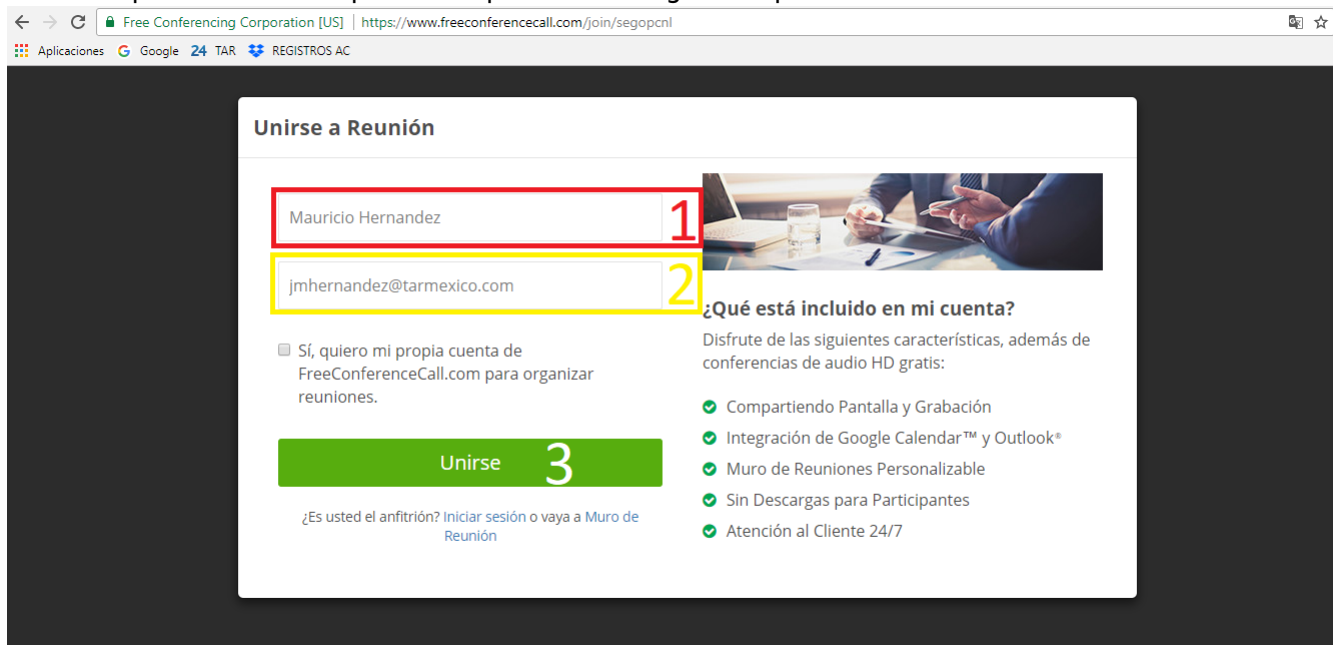 Free Conferencing Corporation [US] | https://www.freeconferencecall.com/join/segopcnl
Aplicaciones G Google 24 TAR REGISTROS AC
Unirse a Reunión
Mauricio Hernandez 1
jmhernandez@tarmexico.com 2
Sí, quiero mi propia cuenta de
FreeConferenceCall.com para organizar
reuniones.
Unirse 3
¿Es usted el anfitrión? Iniciar sesión o vaya a Muro de
Reunión
¿Qué está incluido en mi cuenta?
Disfrute de las siguientes características, además de
conferencias de audio HD gratis:
Compartiendo Pantalla y Grabación
Integración de Google Calendar™ y Outlook®
Muro de Reuniones Personalizable
Sin Descargas para Participantes
Atención al Cliente 24/7